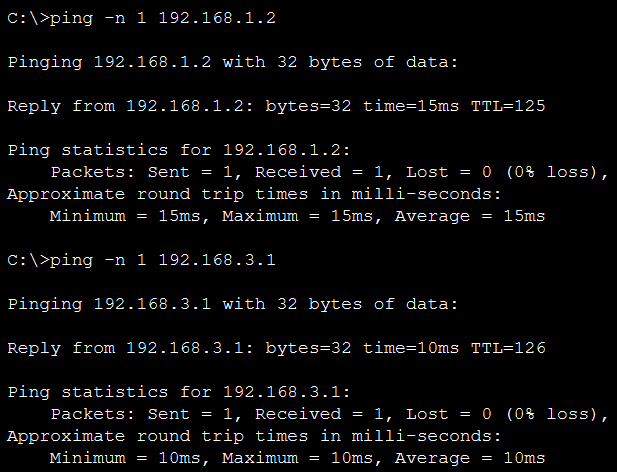 C:\>ping -n 1 192.168.1.2
Pinging 192.168.1.2 with 32 bytes of data:
Reply from 192.168.1.2: bytes=32 time=15ms TTL=125
Ping statistics for 192.168.1.2:
    Packets: Sent = 1, Received = 1, Lost = 0 (0% loss),
Approximate round trip times in milli-seconds:
    Minimum = 15ms, Maximum = 15ms, Average = 15ms
C:\>ping -n 1 192.168.3.1
Pinging 192.168.3.1 with 32 bytes of data:
Reply from 192.168.3.1: bytes=32 time=10ms TTL=126
Ping statistics for 192.168.3.1:
    Packets: Sent = 1, Received = 1, Lost = 0 (0% loss),
Approximate round trip times in milli-seconds:
    Minimum = 10ms, Maximum = 10ms, Average = 10ms